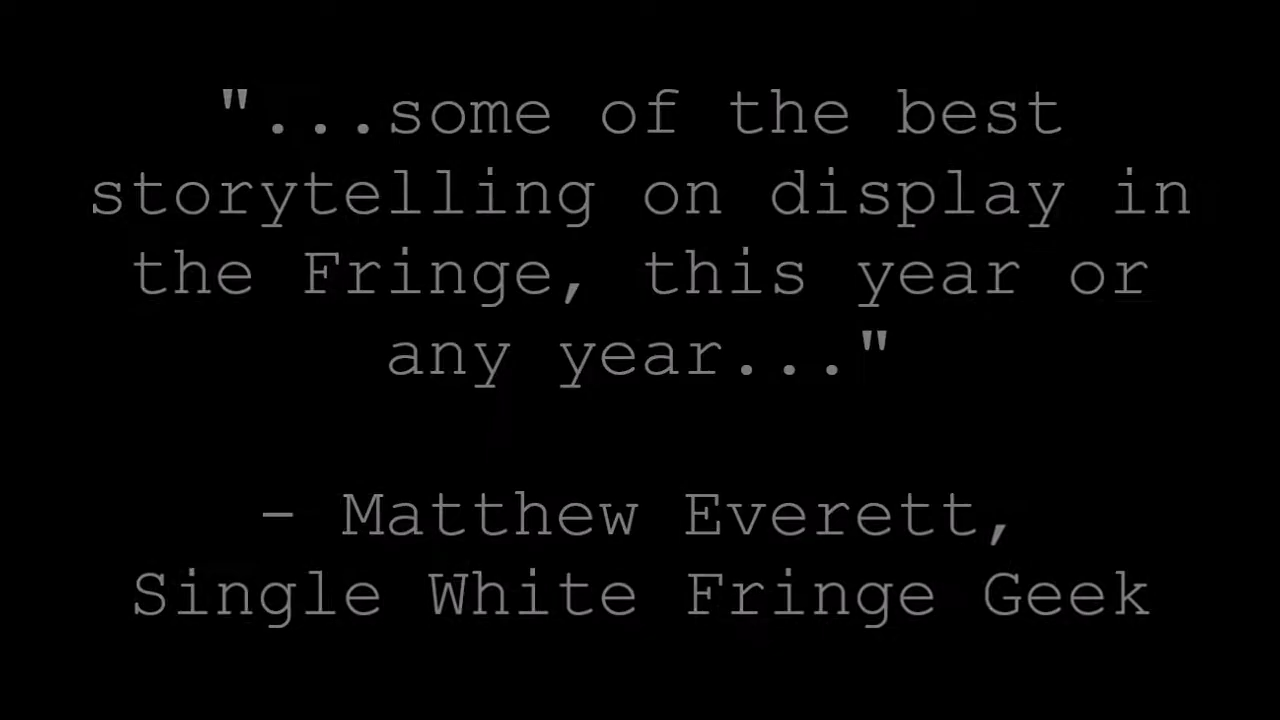 "...some of the best
storytelling on display in
the Fringe, this year or
any year..."
- Matthew Everett,
Single White Fringe Geek